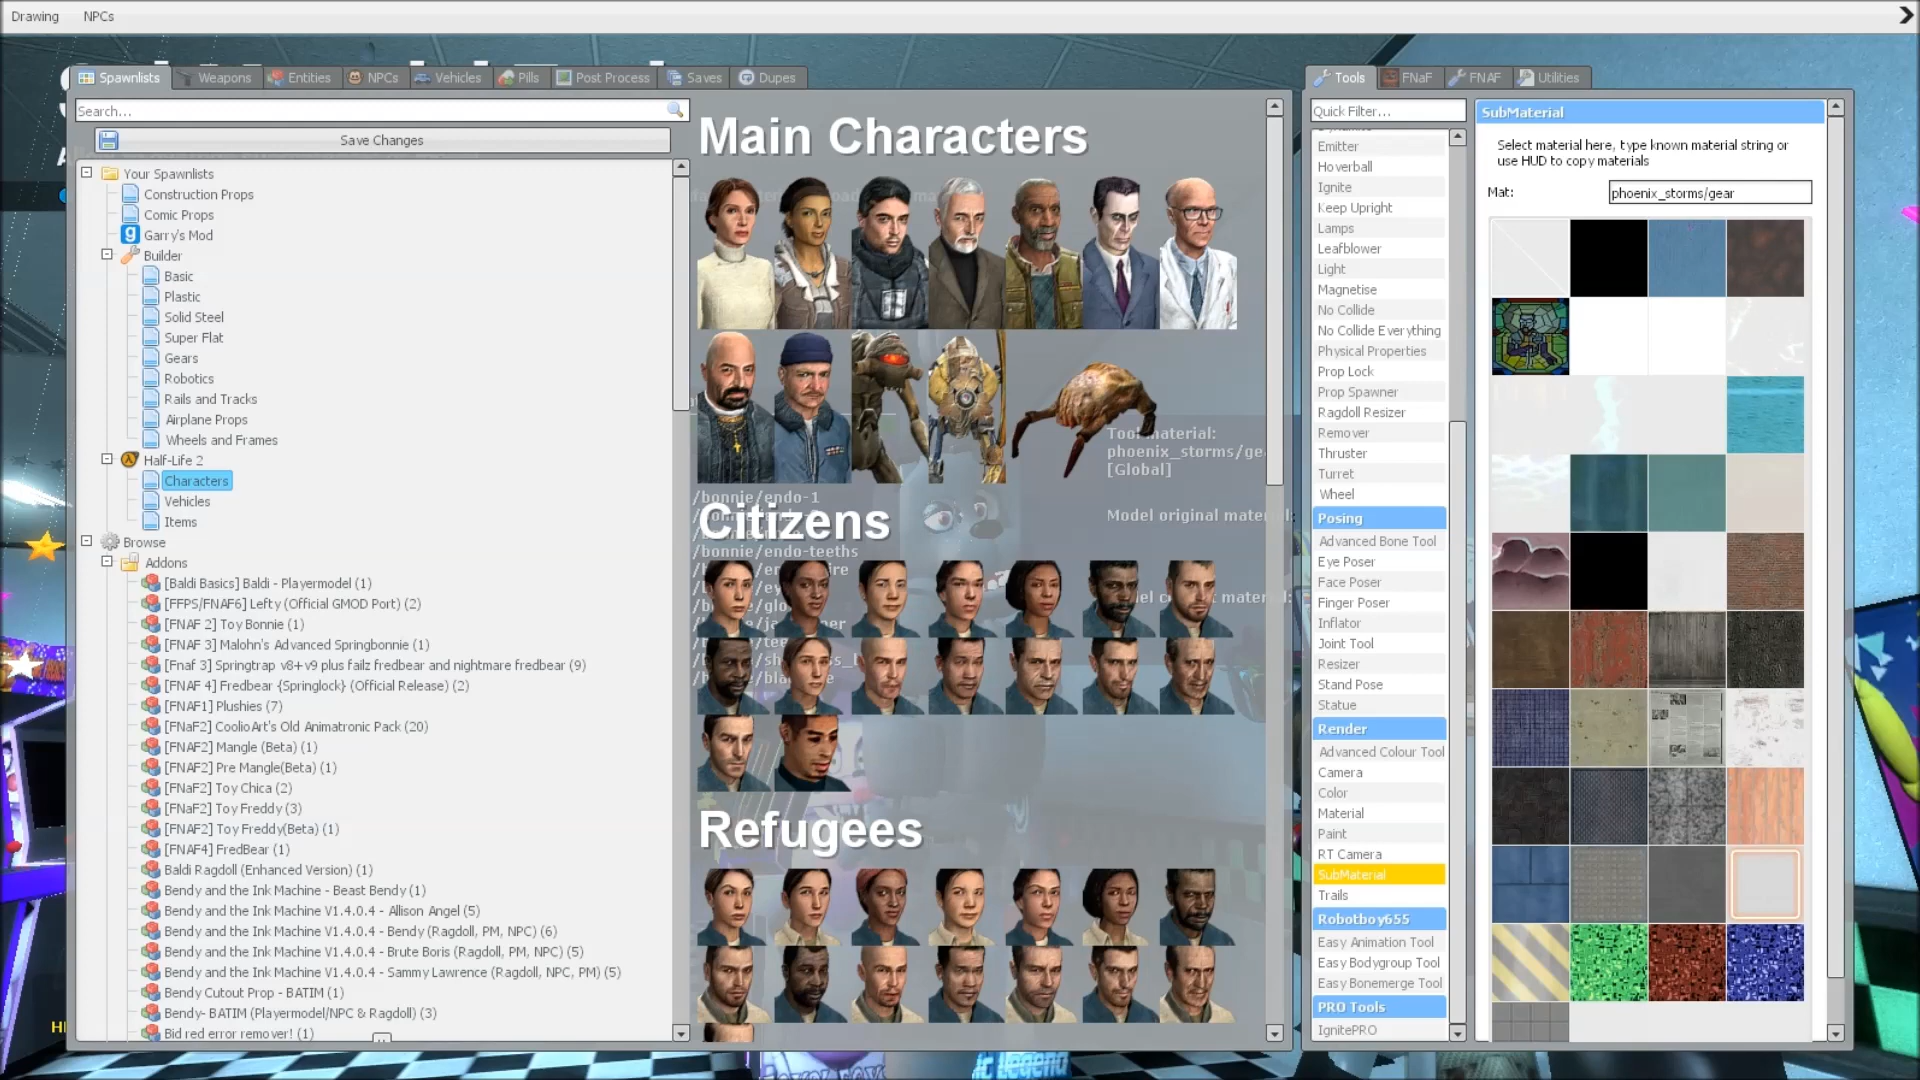 Drawing NPCs
Spawnlists Weapons Entities NPCs Vehicles Pills Post Process Saves Dupes
Search...
Save Changes
Your Spawnlists
Construction Props
Comic Props
Garry's Mod
Builder
Basic
Plastic
Solid Steel
Super Flat
Gears
Robotics
Rails and Tracks
Airplane Props
Wheels and Frames
Half-Life 2
Characters
Vehicles
Items
Browse
Addons
[Baldi Basics] Baldi - Playermodel (1)
[FFPS/FNAF6] Lefty (Official GMOD Port) (2)
[FNAF 2] Toy Bonnie (1)
[FNAF 3] Malohn's Advanced Springbonnie (1)
[Fnaf 3] Springtrap v8+v9 plus failz fredbear and nightmare fredbear (9)
[FNAF 4] Fredbear {Springlock} (Official Release) (2)
[FNAF1] Plushies (7)
[FNaF2] CoolioArt's Old Animatronic Pack (20)
[FNAF2] Mangle (Beta) (1)
[FNAF2] Pre Mangle(Beta) (1)
[FNaF2] Toy Chica (2)
[FNaF2] Toy Freddy (3)
[FNAF2] Toy Freddy(Beta) (1)
[FNAF4] FredBear (1)
Baldi Ragdoll (Enhanced Version) (1)
Bendy and the Ink Machine - Beast Bendy (1)
Bendy and the Ink Machine V1.4.0.4 - Allison Angel (5)
Bendy and the Ink Machine V1.4.0.4 - Bendy (Ragdoll, PM, NPC) (6)
Bendy and the Ink Machine V1.4.0.4 - Brute Boris (Ragdoll, PM, NPC) (5)
Bendy and the Ink Machine V1.4.0.4 - Sammy Lawrence (Ragdoll, NPC, PM) (5)
Bendy Cutout Prop - BATIM (1)
Bendy- BATIM (Playermodel/NPC & Ragdoll) (3)
Bid red error remover! (1)
Main Characters
Tool material:
phoenix_storms/gea
[Global]
Model original material:
/bonnie/endo-1
Citizens
/bonnie/endo-teeths
Refugees
Tools FNaF FNAF Utilities
Quick Filter...
Emitter
Hoverball
Ignite
Keep Upright
Lamps
Leafblower
Light
Magnetise
No Collide
No Collide Everything
Physical Properties
Prop Lock
Prop Spawner
Ragdoll Resizer
Remover
Thruster
Turret
Wheel
Posing
Advanced Bone Tool
Eye Poser
Face Poser
Finger Poser
Inflator
Joint Tool
Resizer
Stand Pose
Statue
Render
Advanced Colour Tool
Camera
Color
Material
Paint
RT Camera
SubMaterial
Trails
Robotboy655
Easy Animation Tool
Easy Bodygroup Tool
Easy Bonemerge Tool
PRO Tools
IgnitePRO
SubMaterial
Select material here, type known material string or
use HUD to copy materials
Mat: phoenix_storms/gear